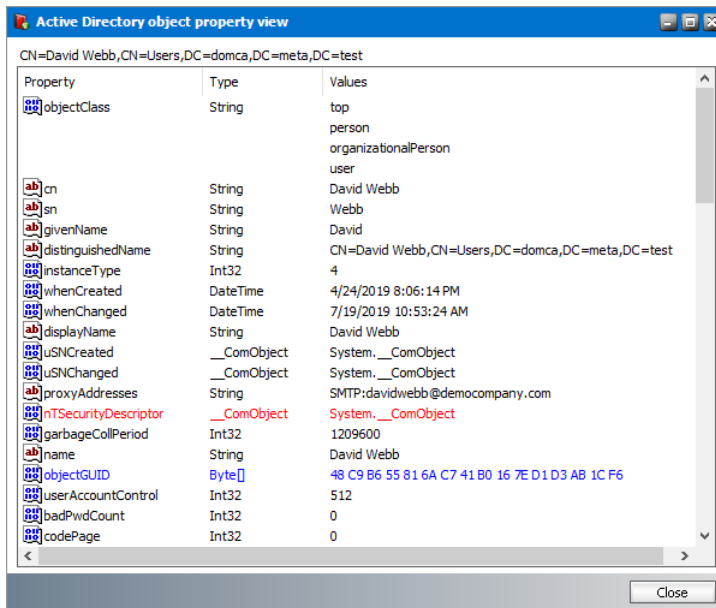 Active Directory object property view
CN=David Webb,CN=Users,DC=domca,DC=meta,DC=test
Property Type Values
objectClass String top
person
organizationalPerson
user
cn String David Webb
sn String Webb
givenName String David
distinguishedName String CN=David Webb,CN=Users,DC=domca,DC=meta,DC=test
instanceType Int32 4
whenCreated DateTime 4/24/2019 8:06:14 PM
whenChanged DateTime 7/19/2019 10:53:24 AM
displayName String David Webb
uSNCreated __ComObject System.__ComObject
uSNChanged __ComObject System.__ComObject
proxyAddresses String SMTP:davidwebb@democompany.com
nTSecurityDescriptor __ComObject System.__ComObject
garbageCollPeriod Int32 1209600
name String David Webb
objectGUID Byte[] 48 C9 B6 55 81 6A C7 41 B0 16 7E D1 D3 AB 1C F6
userAccountControl Int32 512
badPwdCount Int32 0
codePage Int32 0
Close